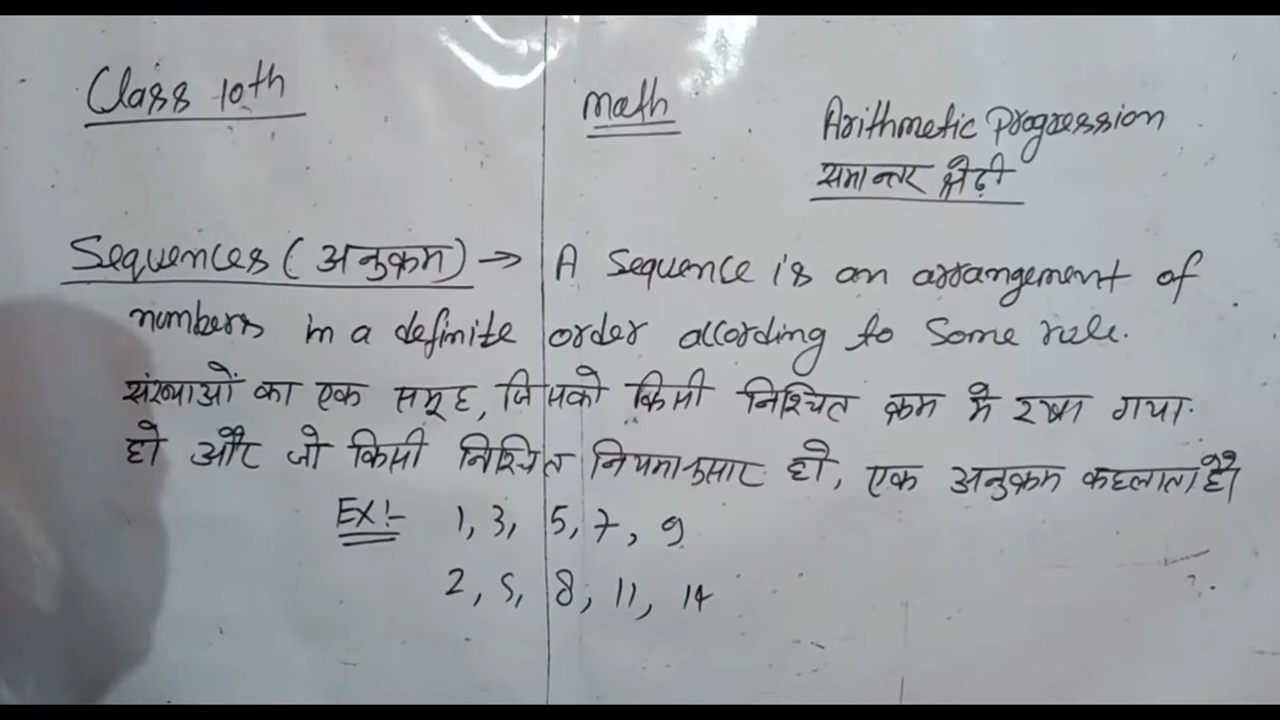 Class 10th
Math
Arithmetic Progression
समान्तर श्रेढ़ी
Sequences (अनुक्रम) → A Sequence is an arrangement of
numbers in a definite order according to Some rule.
संख्याओं का एक समूह, जिसको किसी निश्चित क्रम में रखा गया
हो और जो किसी निश्चित नियमानुसार हो, एक अनुक्रम कहलाता है।
EX:- 1, 3, 5, 7, 9
2, 5, 8, 11, 14